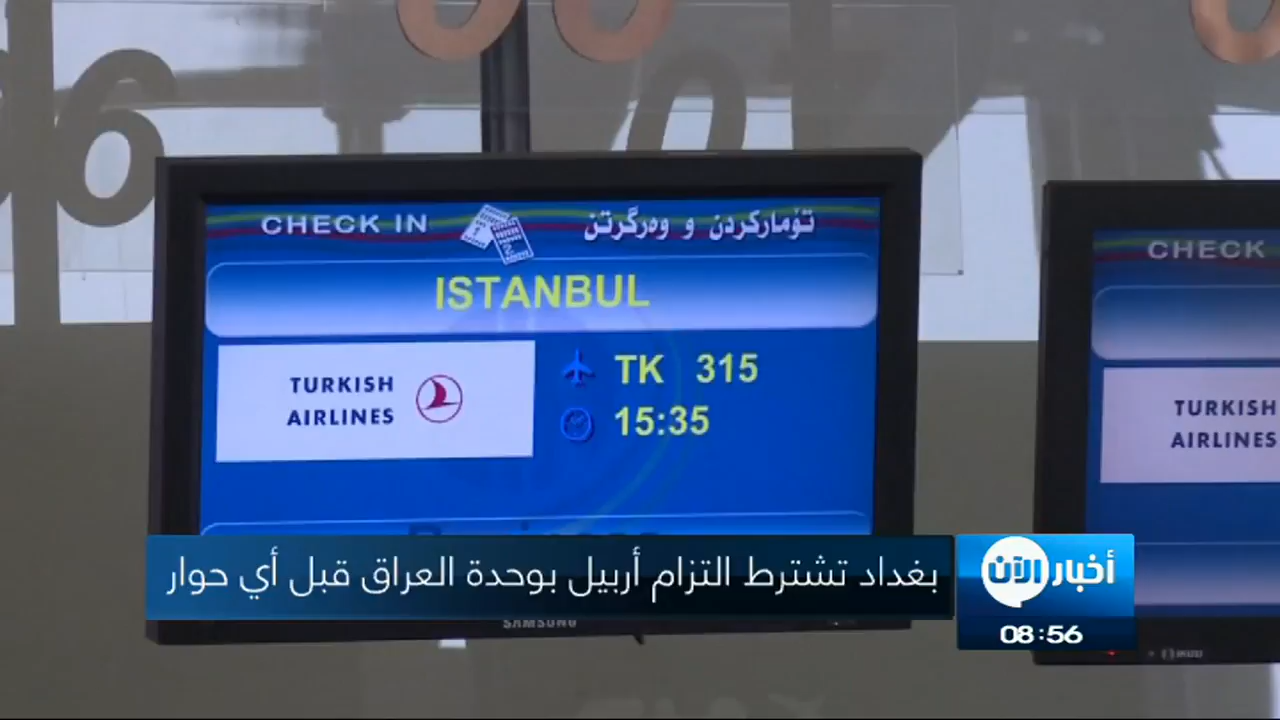 CHECK IN
تۆمارکردن و وەرگرتن
ISTANBUL
TURKISH
AIRLINES
TK 315
15:35
CHECK
TURKISH
AIRLINES
بغداد تشترط التزام أربيل بوحدة العراق قبل أي حوار
أخبار الآن
08:56
SAMSUNG